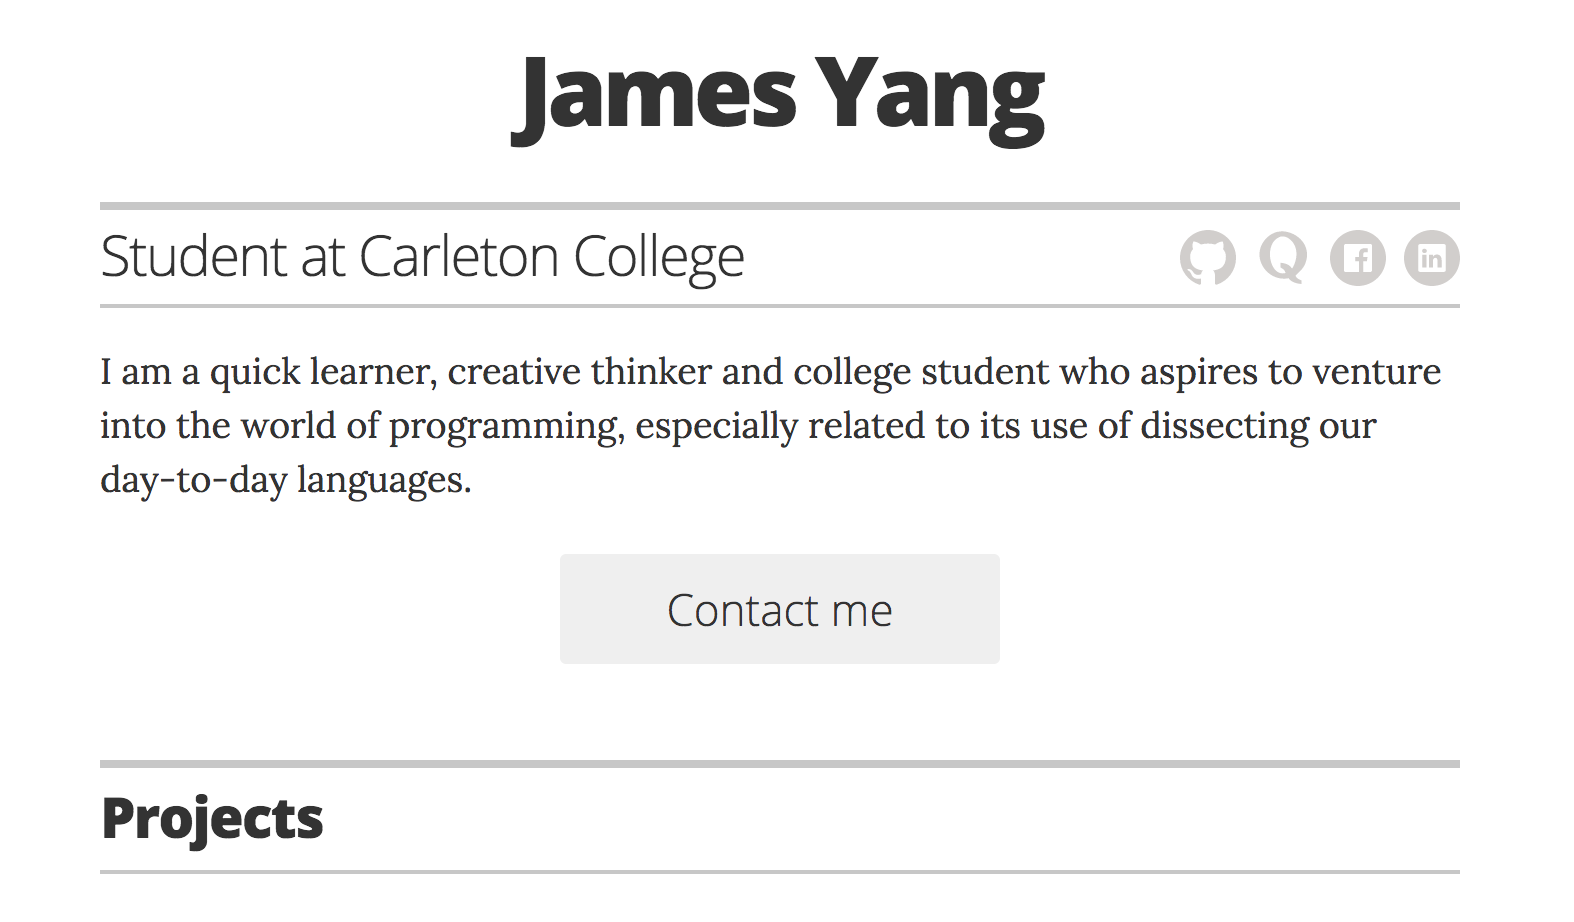 James Yang
Student at Carleton College
I am a quick learner, creative thinker and college student who aspires to venture
into the world of programming, especially related to its use of dissecting our
day-to-day languages.
Contact me
Projects